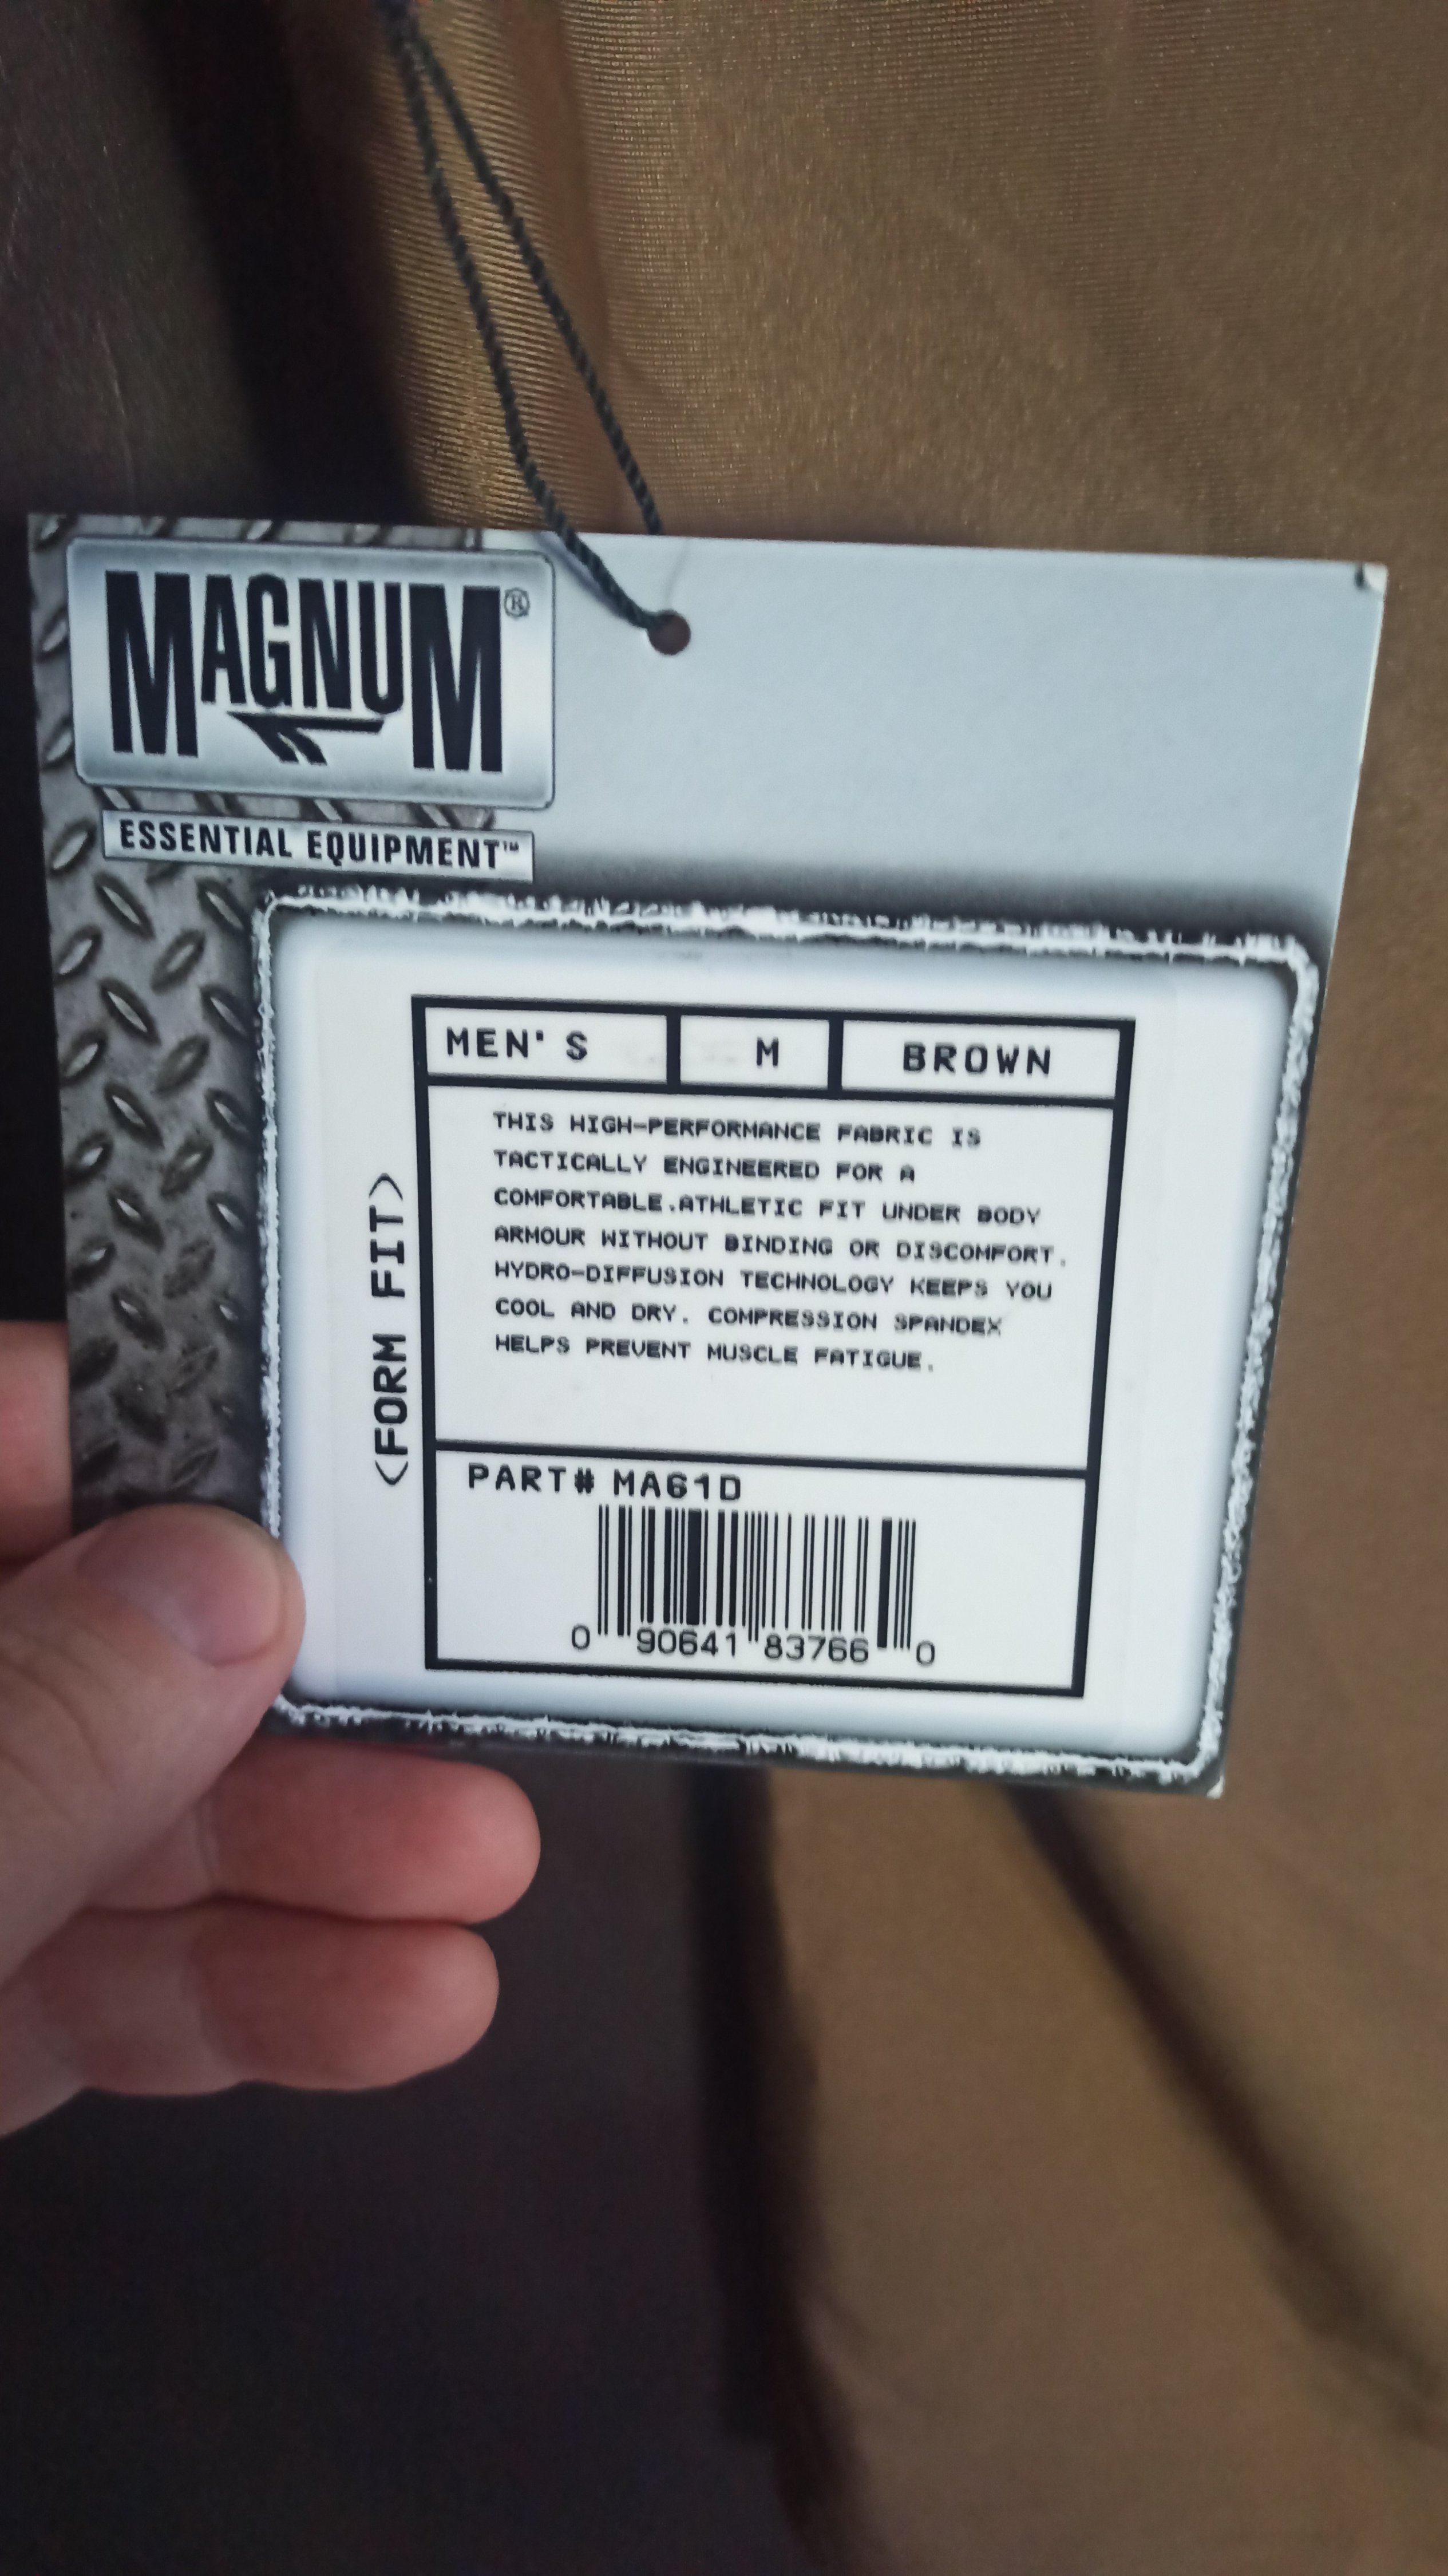 MAGNUM®
ESSENTIAL EQUIPMENT™
MEN'S M BROWN
THIS HIGH-PERFORMANCE FABRIC IS
TACTICALLY ENGINEERED FOR A
COMFORTABLE.ATHLETIC FIT UNDER BODY
ARMOUR WITHOUT BINDING OR DISCOMFORT.
HYDRO-DIFFUSION TECHNOLOGY KEEPS YOU
COOL AND DRY. COMPRESSION SPANDEX
HELPS PREVENT MUSCLE FATIGUE.
<FORM FIT>
PART# MA61D
0 90641 83766 0